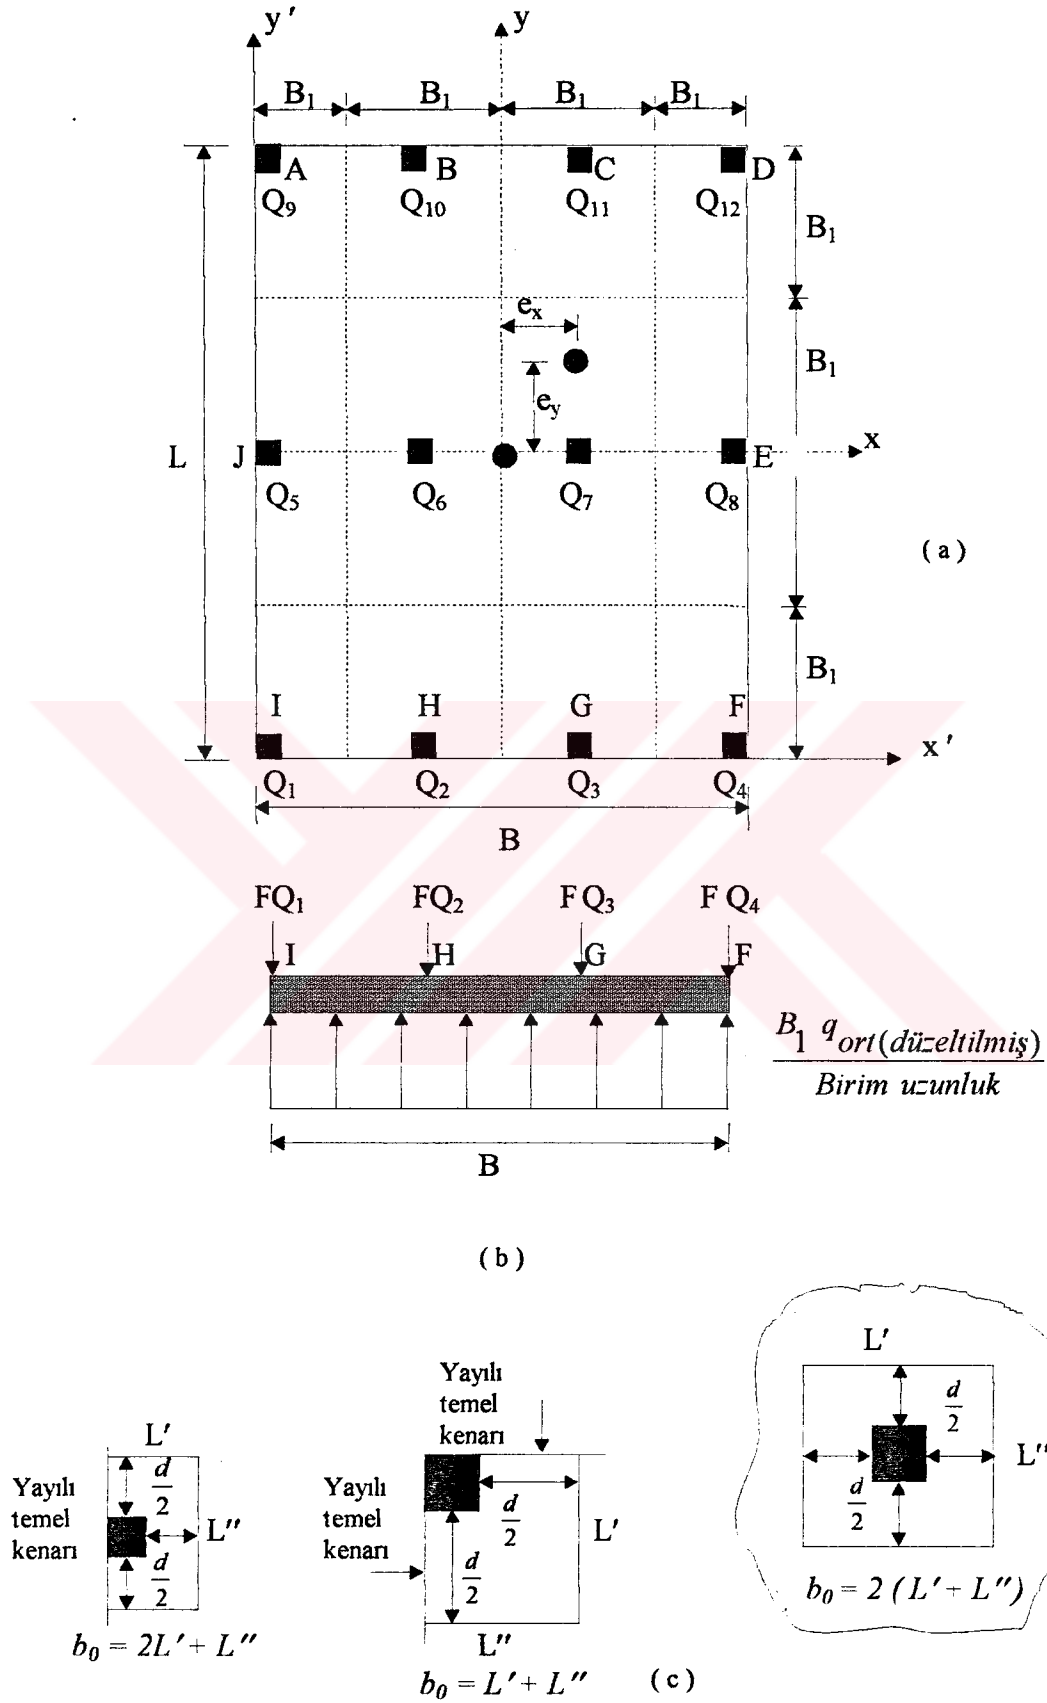 y′ y
B₁ B₁ B₁ B₁
A B C D
Q₉ Q₁₀ Q₁₁ Q₁₂
B₁
eₓ
B₁
e_y
x
L J E
Q₅ Q₆ Q₇ Q₈
( a )
B₁
I H G F
x′
Q₁ Q₂ Q₃ Q₄
B
FQ₁ FQ₂ F Q₃ F Q₄
I H G F
B₁ q_ort(düzeltilmiş)
Birim uzunluk
B
( b )
Yayılı
temel
kenarı
L′
d/2
L″
d/2
b₀ = 2L′ + L″
Yayılı
temel
kenarı
Yayılı
temel
kenarı
d/2
L′
d/2
L″
b₀ = L′ + L″
( c )
L′
d/2
L″
d/2
b₀ = 2 ( L′ + L″ )